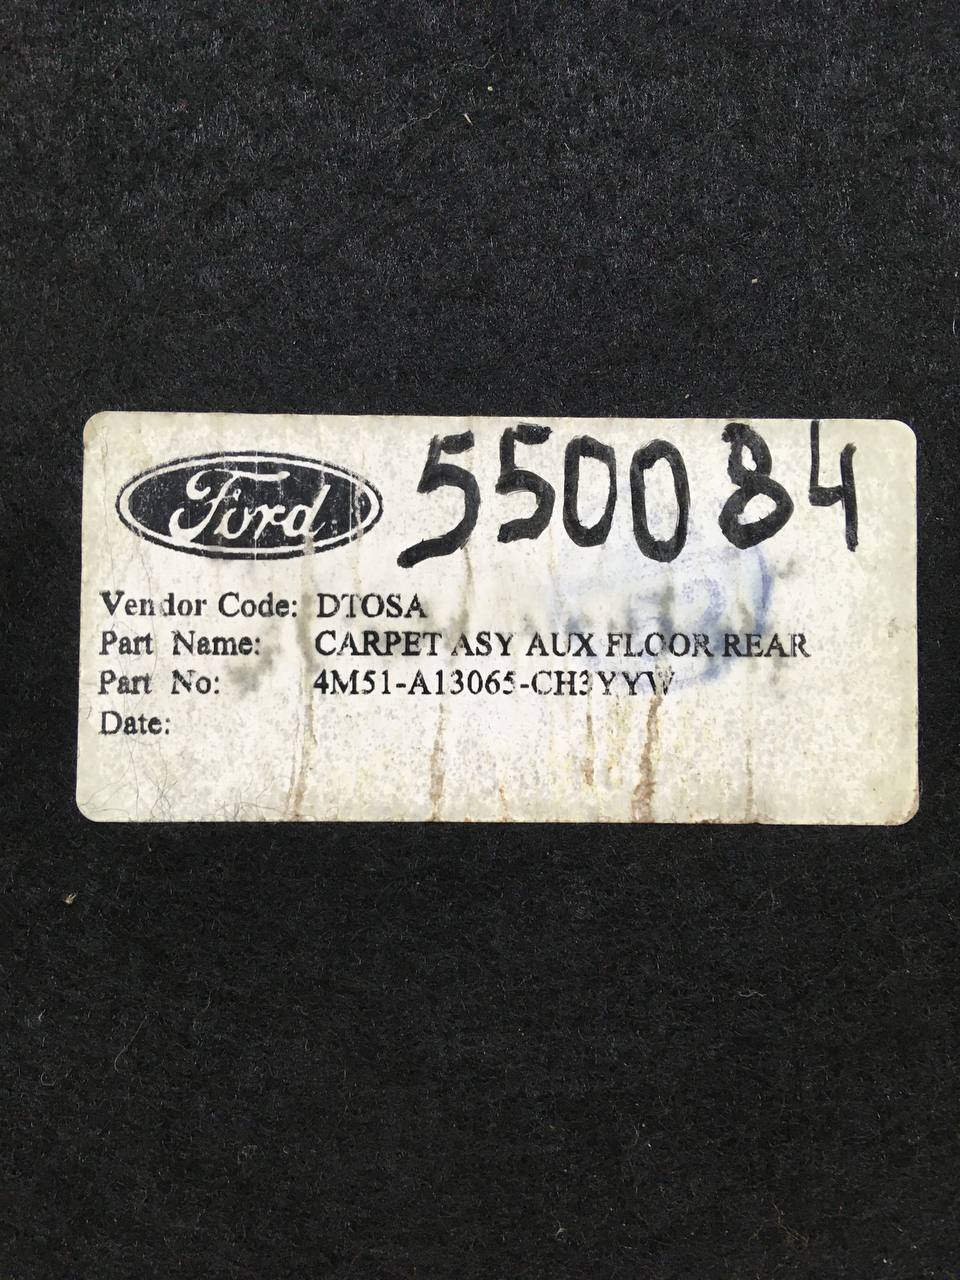 Ford 550084
Vendor Code: DTOSA
Part Name: CARPET ASY AUX FLOOR REAR
Part No: 4M51-A13065-CH3YYW
Date: